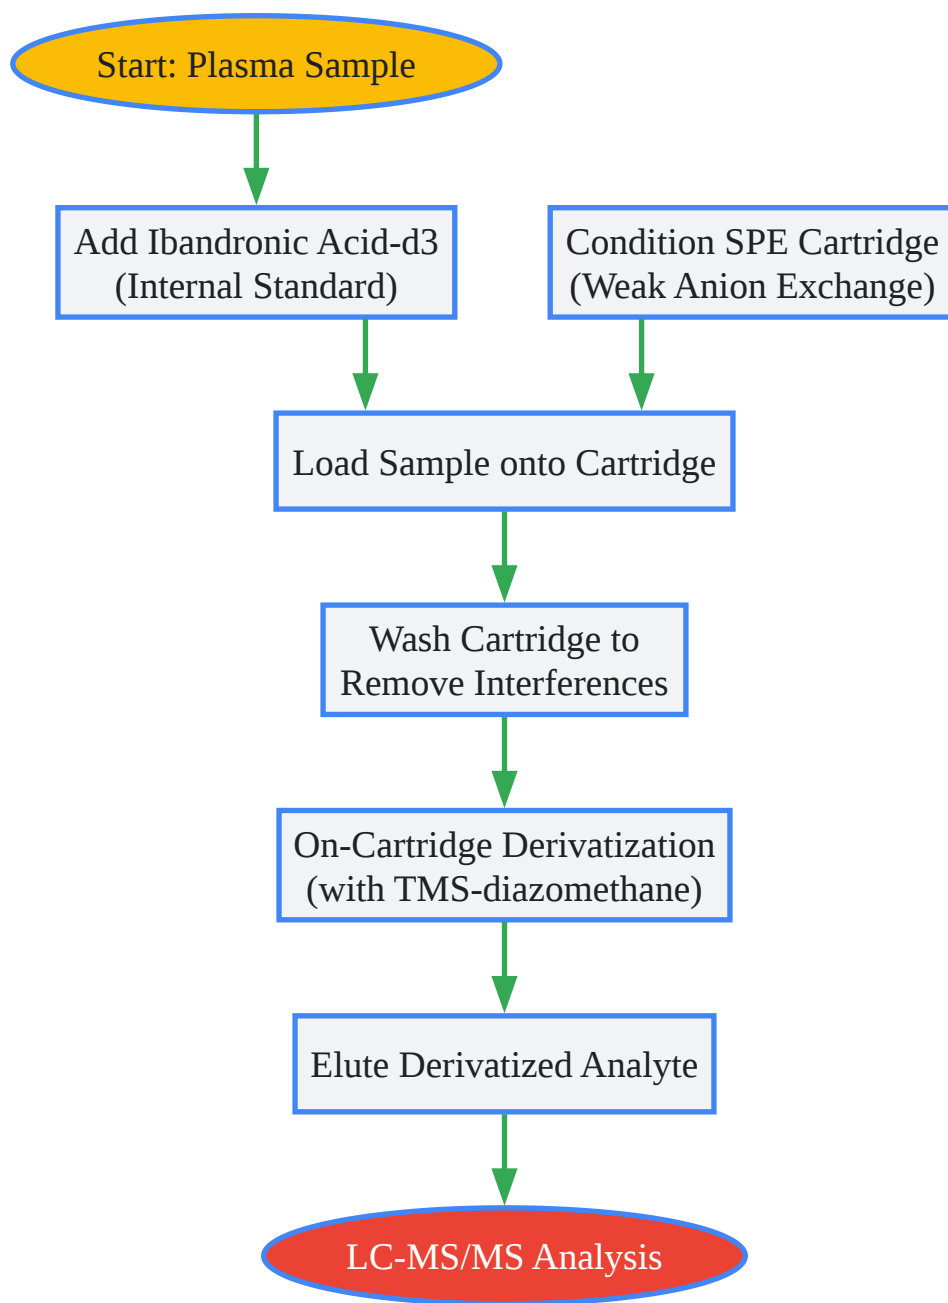 Start: Plasma Sample
Add Ibandronic Acid-d3
(Internal Standard)
Condition SPE Cartridge
(Weak Anion Exchange)
Load Sample onto Cartridge
Wash Cartridge to
Remove Interferences
On-Cartridge Derivatization
(with TMS-diazomethane)
Elute Derivatized Analyte
LC-MS/MS Analysis